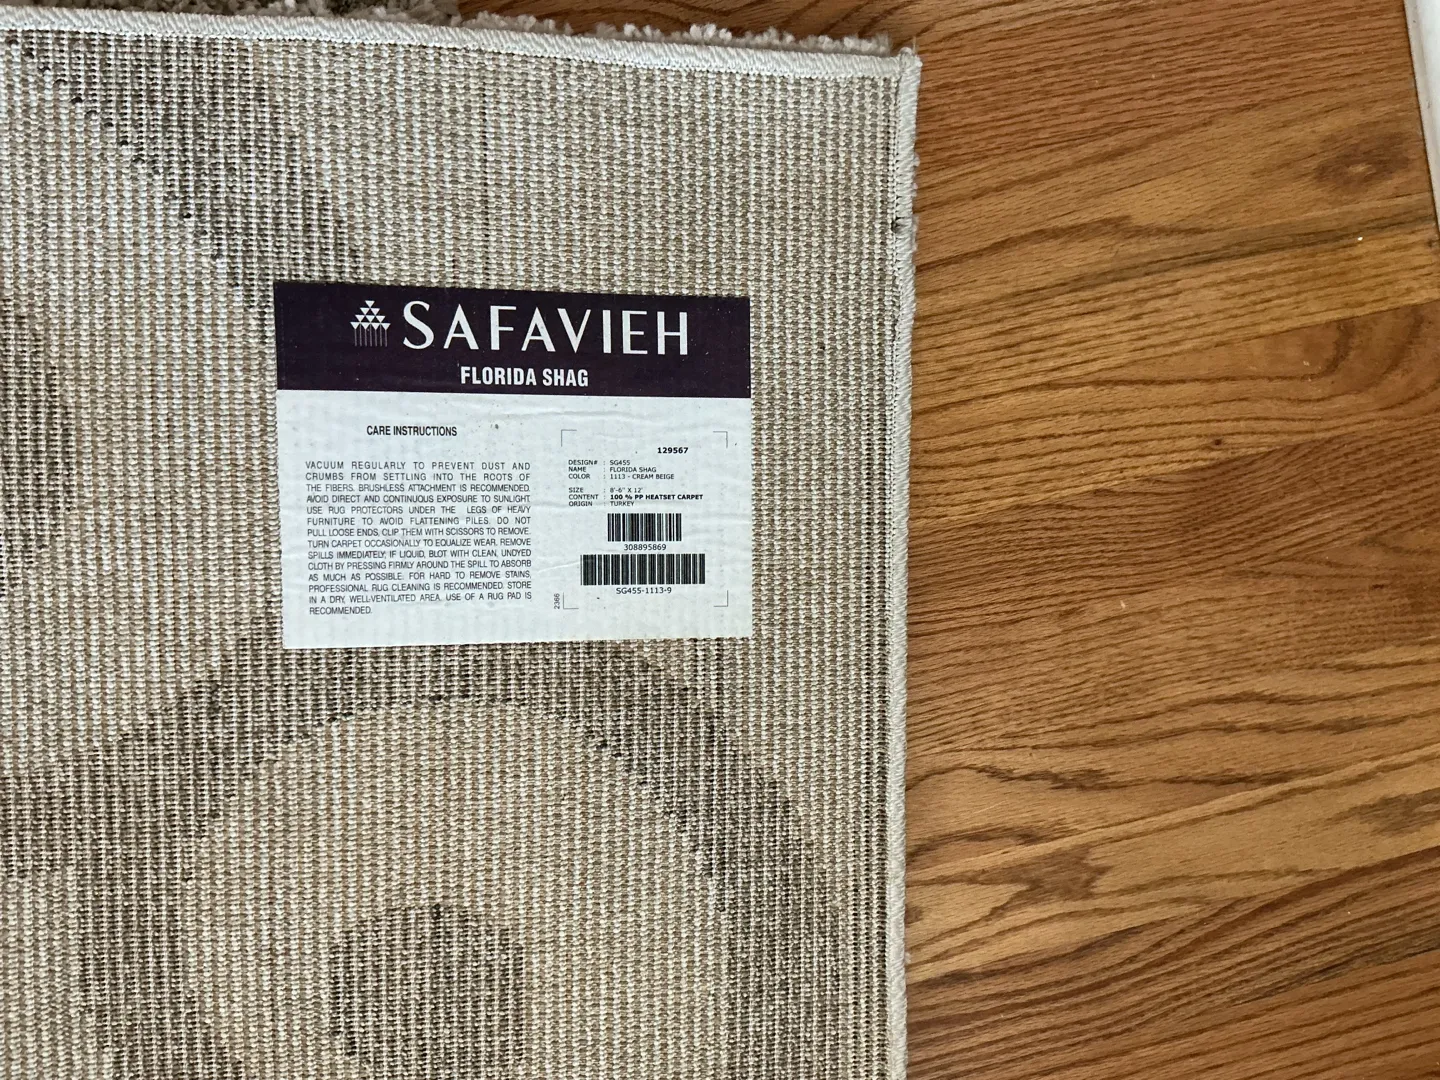 SAFAVIEH
FLORIDA SHAG
CARE INSTRUCTIONS
VACUUM REGULARLY TO PREVENT DUST AND
CRUMBS FROM SETTLING INTO THE ROOTS OF
THE FIBERS. BRUSHLESS ATTACHMENT IS RECOMMENDED.
AVOID DIRECT AND CONTINUOUS EXPOSURE TO SUNLIGHT.
USE RUG PROTECTORS UNDER THE LEGS OF HEAVY
FURNITURE TO AVOID FLATTENING PILES. DO NOT
PULL LOOSE ENDS, CLIP THEM WITH SCISSORS TO REMOVE.
TURN CARPET OCCASIONALLY TO EQUALIZE WEAR. REMOVE
SPILLS IMMEDIATELY, IF LIQUID, BLOT WITH CLEAN, UNDYED
CLOTH BY PRESSING FIRMLY AROUND THE SPILL TO ABSORB
AS MUCH AS POSSIBLE. FOR HARD TO REMOVE STAINS,
PROFESSIONAL RUG CLEANING IS RECOMMENDED. STORE
IN A DRY, WELL-VENTILATED AREA. USE OF A RUG PAD IS
RECOMMENDED.
129567
DESIGN# : SG455
NAME : FLORIDA SHAG
COLOR : 1113 - CREAM BEIGE
SIZE : 8'-6" X 12'
CONTENT : 100 % PP HEATSET CARPET
ORIGIN : TURKEY
308895869
SG455-1113-9
2366